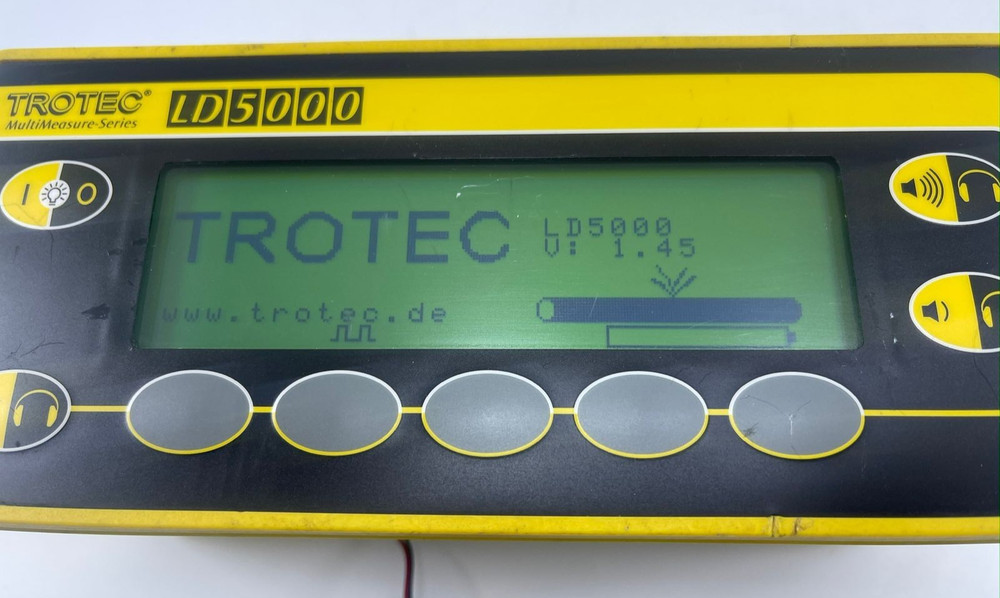 TROTEC®
LD5000
MultiMeasure-Series
I O
TROTEC
LD5000
V: 1.45
www.trotec.de